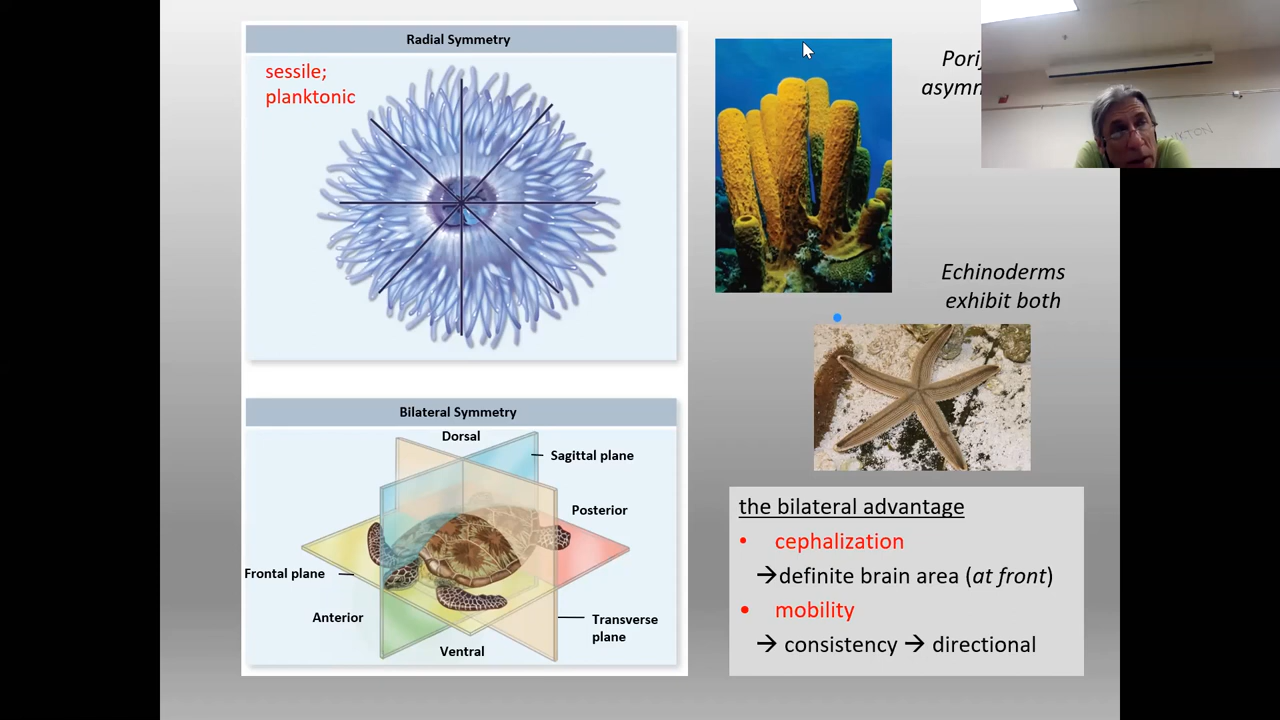 Radial Symmetry
sessile;
planktonic
Bilateral Symmetry
Dorsal
Sagittal plane
Posterior
Frontal plane
Anterior
Transverse
plane
Ventral
Echinoderms
exhibit both
the bilateral advantage
• cephalization
→definite brain area (at front)
• mobility
→ consistency → directional